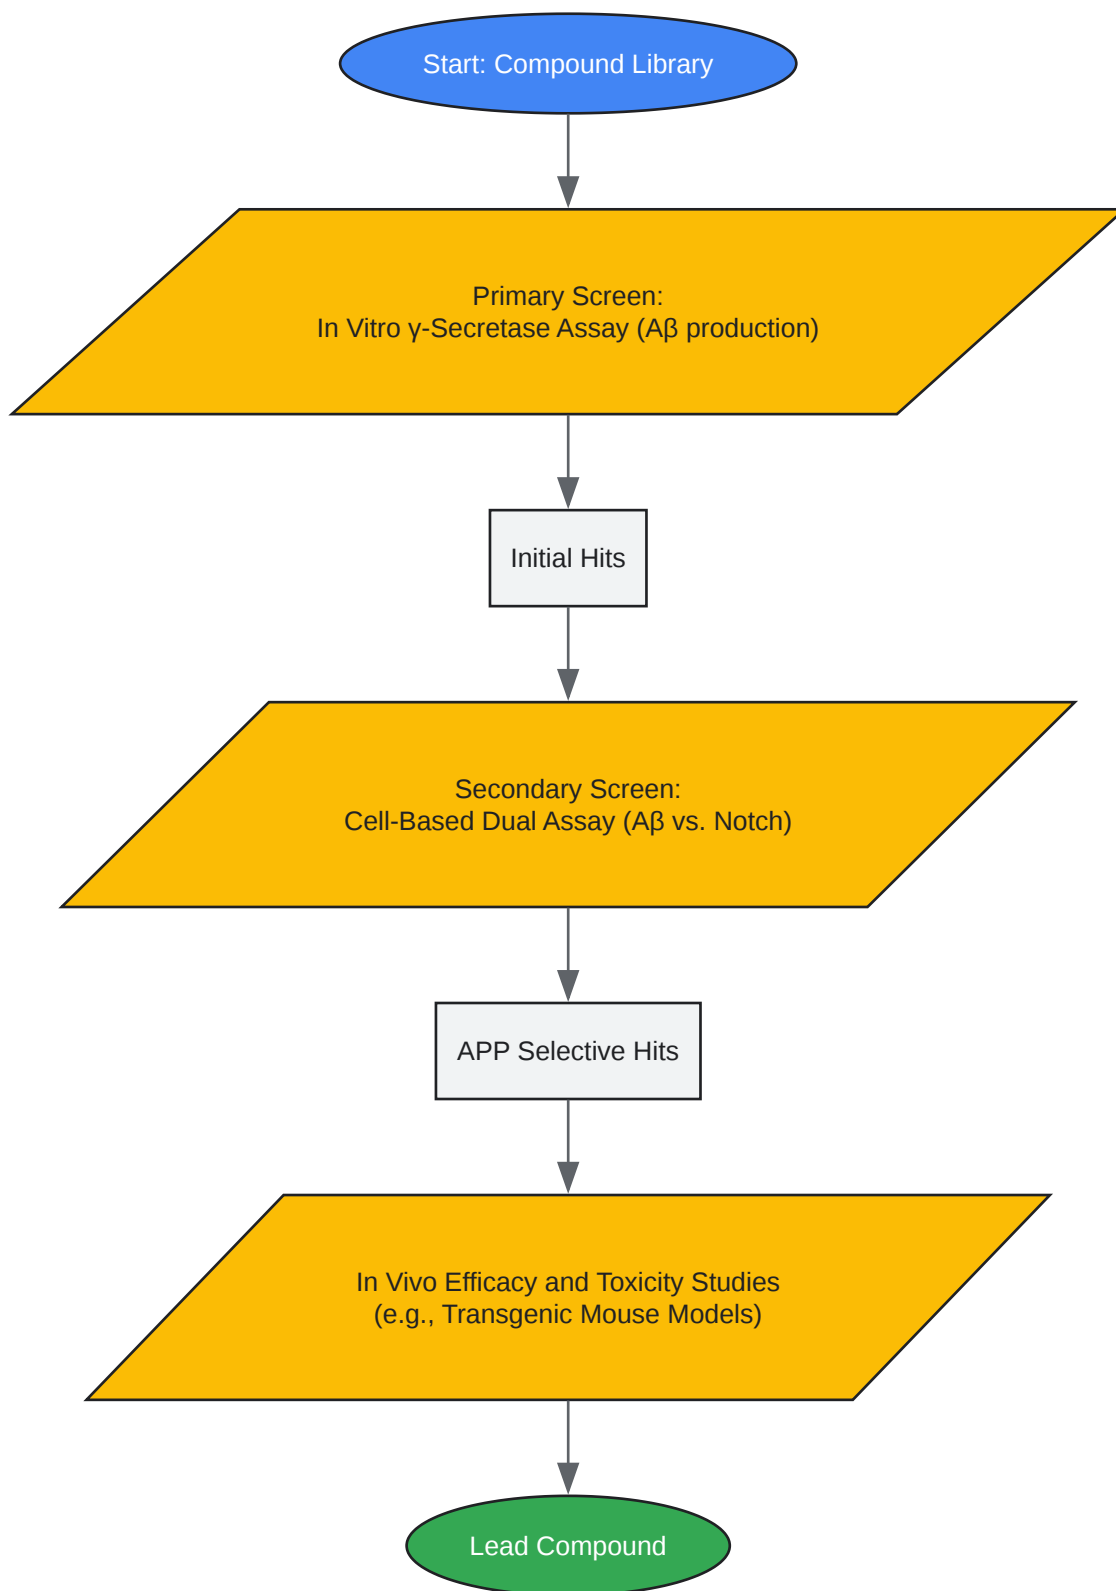 Start: Compound Library
Primary Screen:
In Vitro γ-Secretase Assay (Aβ production)
Initial Hits
Secondary Screen:
Cell-Based Dual Assay (Aβ vs. Notch)
APP Selective Hits
In Vivo Efficacy and Toxicity Studies
(e.g., Transgenic Mouse Models)
Lead Compound